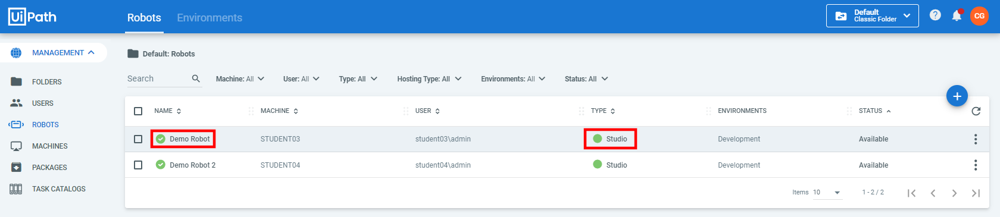 UiPath
Robots Environments
Default
Classic Folder
? CG
MANAGEMENT
FOLDERS
USERS
ROBOTS
MACHINES
PACKAGES
TASK CATALOGS
Default: Robots
Search Machine: All User: All Type: All Hosting Type: All Environments: All Status: All
+
NAME MACHINE USER TYPE ENVIRONMENTS STATUS
Demo Robot STUDENT03 student03\admin Studio Development Available
Demo Robot 2 STUDENT04 student04\admin Studio Development Available
Items 10 1 - 2 / 2